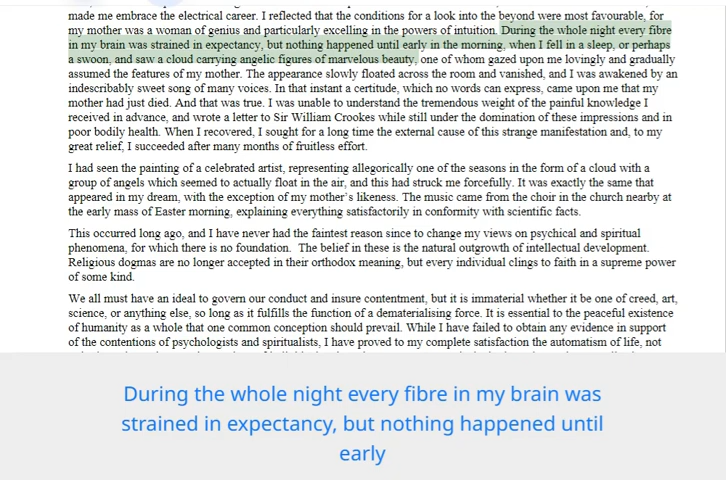 made me embrace the electrical career. I reflected that the conditions for a look into the beyond were most favourable, for
my mother was a woman of genius and particularly excelling in the powers of intuition. During the whole night every fibre
in my brain was strained in expectancy, but nothing happened until early in the morning, when I fell in a sleep, or perhaps
a swoon, and saw a cloud carrying angelic figures of marvelous beauty, one of whom gazed upon me lovingly and gradually
assumed the features of my mother. The appearance slowly floated across the room and vanished, and I was awakened by an
indescribably sweet song of many voices. In that instant a certitude, which no words can express, came upon me that my
mother had just died. And that was true. I was unable to understand the tremendous weight of the painful knowledge I
received in advance, and wrote a letter to Sir William Crookes while still under the domination of these impressions and in
poor bodily health. When I recovered, I sought for a long time the external cause of this strange manifestation and, to my
great relief, I succeeded after many months of fruitless effort.
I had seen the painting of a celebrated artist, representing allegorically one of the seasons in the form of a cloud with a
group of angels which seemed to actually float in the air, and this had struck me forcefully. It was exactly the same that
appeared in my dream, with the exception of my mother's likeness. The music came from the choir in the church nearby at
the early mass of Easter morning, explaining everything satisfactorily in conformity with scientific facts.
This occurred long ago, and I have never had the faintest reason since to change my views on psychical and spiritual
phenomena, for which there is no foundation. The belief in these is the natural outgrowth of intellectual development.
Religious dogmas are no longer accepted in their orthodox meaning, but every individual clings to faith in a supreme power
of some kind.
We all must have an ideal to govern our conduct and insure contentment, but it is immaterial whether it be one of creed, art,
science, or anything else, so long as it fulfills the function of a dematerialising force. It is essential to the peaceful existence
of humanity as a whole that one common conception should prevail. While I have failed to obtain any evidence in support
of the contentions of psychologists and spiritualists, I have proved to my complete satisfaction the automatism of life, not
During the whole night every fibre in my brain was
strained in expectancy, but nothing happened until
early